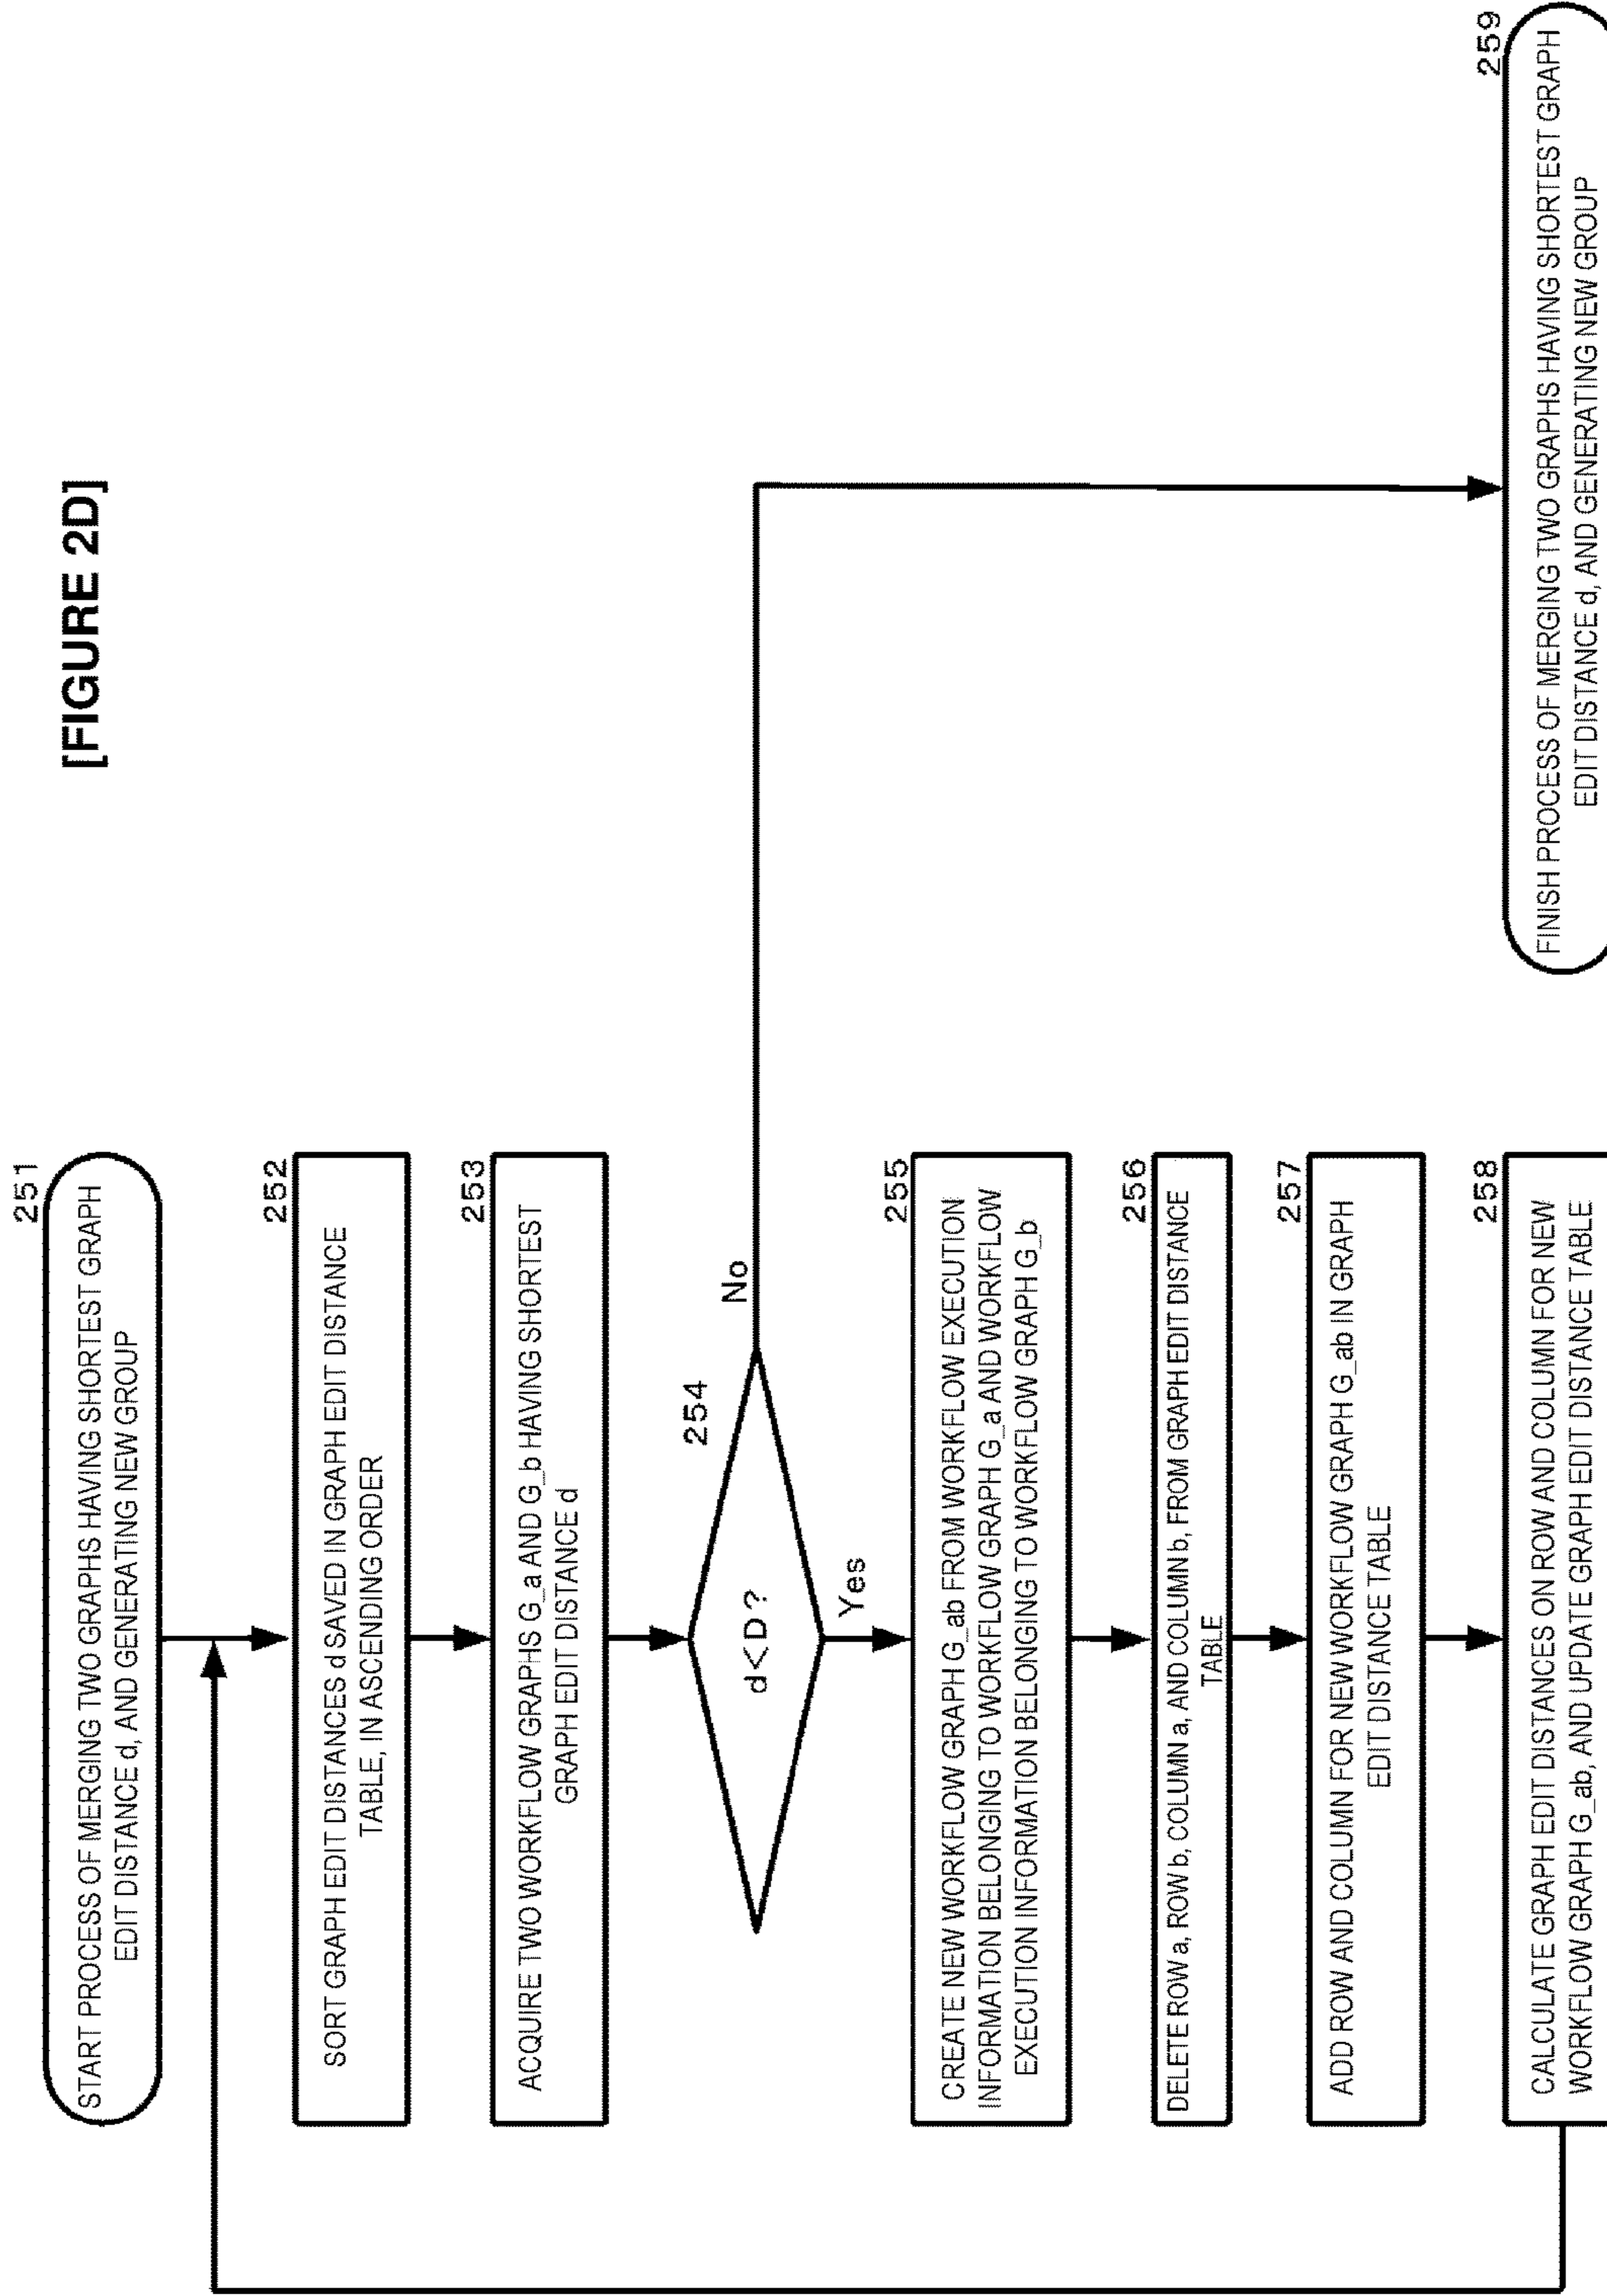 [FIGURE 2D]
251
START PROCESS OF MERGING TWO GRAPHS HAVING SHORTEST GRAPH
EDIT DISTANCE d, AND GENERATING NEW GROUP
252
SORT GRAPH EDIT DISTANCES d SAVED IN GRAPH EDIT DISTANCE
TABLE, IN ASCENDING ORDER
253
ACQUIRE TWO WORKFLOW GRAPHS G_a AND G_b HAVING SHORTEST
GRAPH EDIT DISTANCE d
254
d<D?
No
Yes
255
CREATE NEW WORKFLOW GRAPH G_ab FROM WORKFLOW EXECUTION
INFORMATION BELONGING TO WORKFLOW GRAPH G_a AND WORKFLOW
EXECUTION INFORMATION BELONGING TO WORKFLOW GRAPH G_b
256
DELETE ROW a, ROW b, COLUMN a, AND COLUMN b, FROM GRAPH EDIT DISTANCE
TABLE
257
ADD ROW AND COLUMN FOR NEW WORKFLOW GRAPH G_ab IN GRAPH
EDIT DISTANCE TABLE
258
CALCULATE GRAPH EDIT DISTANCES ON ROW AND COLUMN FOR NEW
WORKFLOW GRAPH G_ab, AND UPDATE GRAPH EDIT DISTANCE TABLE
259
FINISH PROCESS OF MERGING TWO GRAPHS HAVING SHORTEST GRAPH
EDIT DISTANCE d, AND GENERATING NEW GROUP